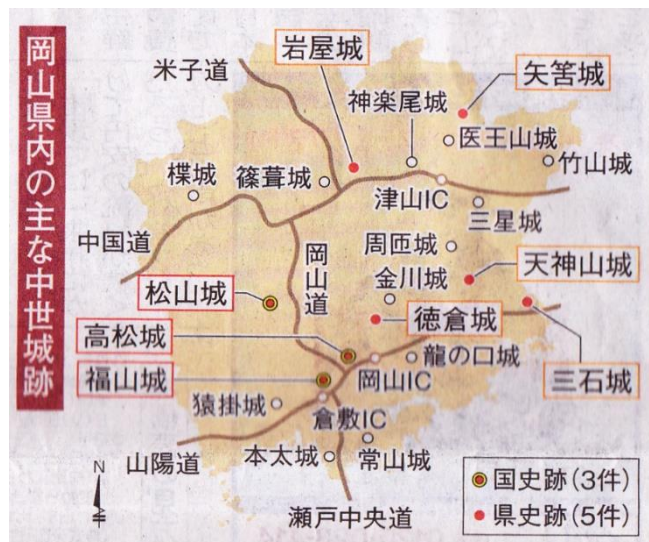 岡山県内の主な中世城跡
岩屋城
米子道
矢筈城
神楽尾城
医王山城
竹山城
楪城
篠葺城
津山IC
三星城
中国道
岡山道
周匝城
天神山城
金川城
松山城
徳倉城
高松城
龍の口城
福山城
岡山IC
三石城
猿掛城
倉敷IC
山陽道
本太城
常山城
瀬戸中央道
N
国史跡(3件)
県史跡(5件)